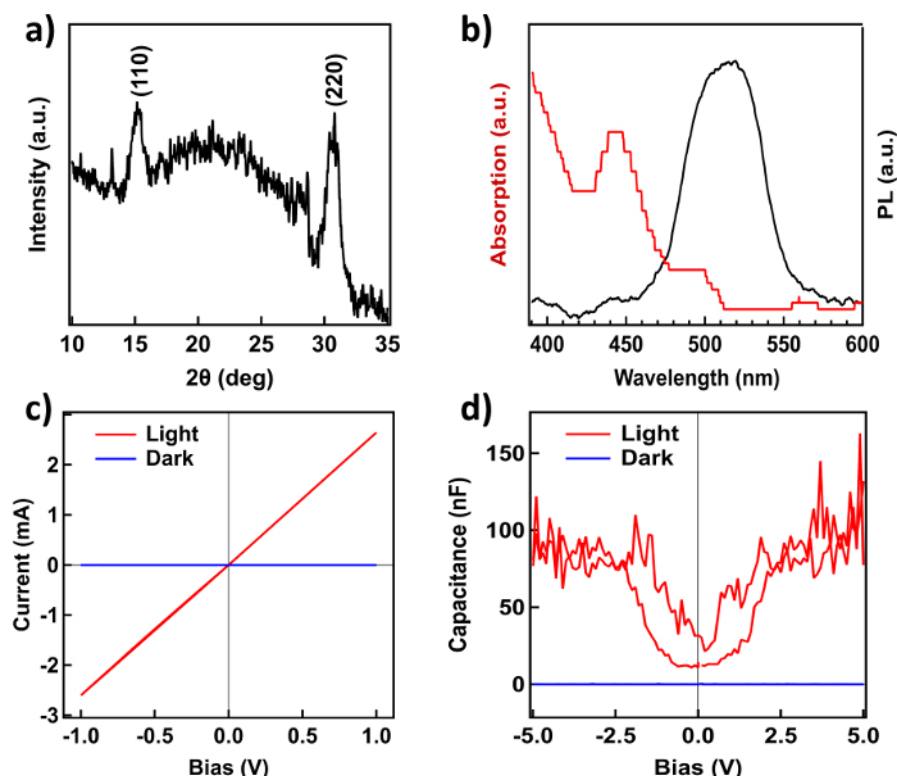 a)
Intensity (a.u.)
(110)
(220)
10 15 20 25 30 35
2θ (deg)
b)
Absorption (a.u.)
PL (a.u.)
400 450 500 550 600
Wavelength (nm)
c)
Light
Dark
Current (mA)
2
1
0
-1
-2
-3
-1.0 -0.5 0.0 0.5 1.0
Bias (V)
d)
Light
Dark
Capacitance (nF)
150
100
50
0
-5.0 -2.5 0.0 2.5 5.0
Bias (V)